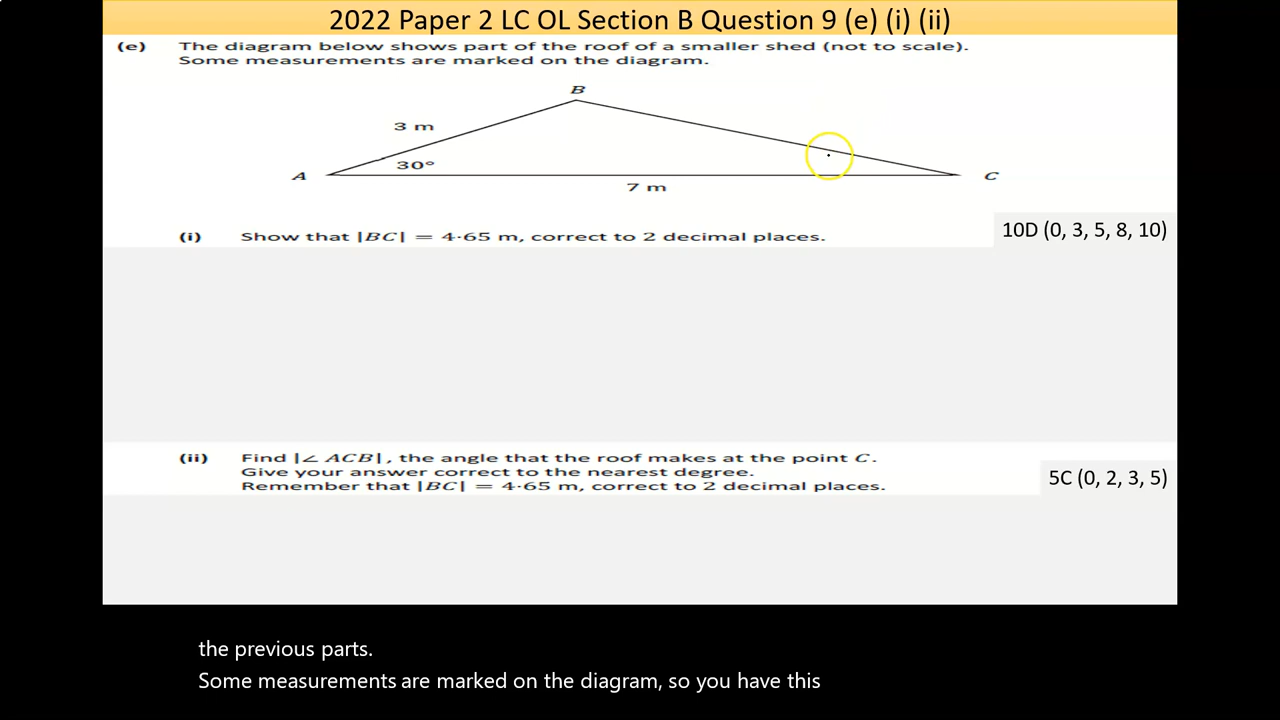 2022 Paper 2 LC OL Section B Question 9 (e) (i) (ii)
(e) The diagram below shows part of the roof of a smaller shed (not to scale).
Some measurements are marked on the diagram.
B
3 m
30°
A
C
7 m
(i) Show that |BC| = 4·65 m, correct to 2 decimal places.
10D (0, 3, 5, 8, 10)
(ii) Find |∠ ACB|, the angle that the roof makes at the point C.
Give your answer correct to the nearest degree.
Remember that |BC| = 4·65 m, correct to 2 decimal places.
5C (0, 2, 3, 5)
the previous parts.
Some measurements are marked on the diagram, so you have this